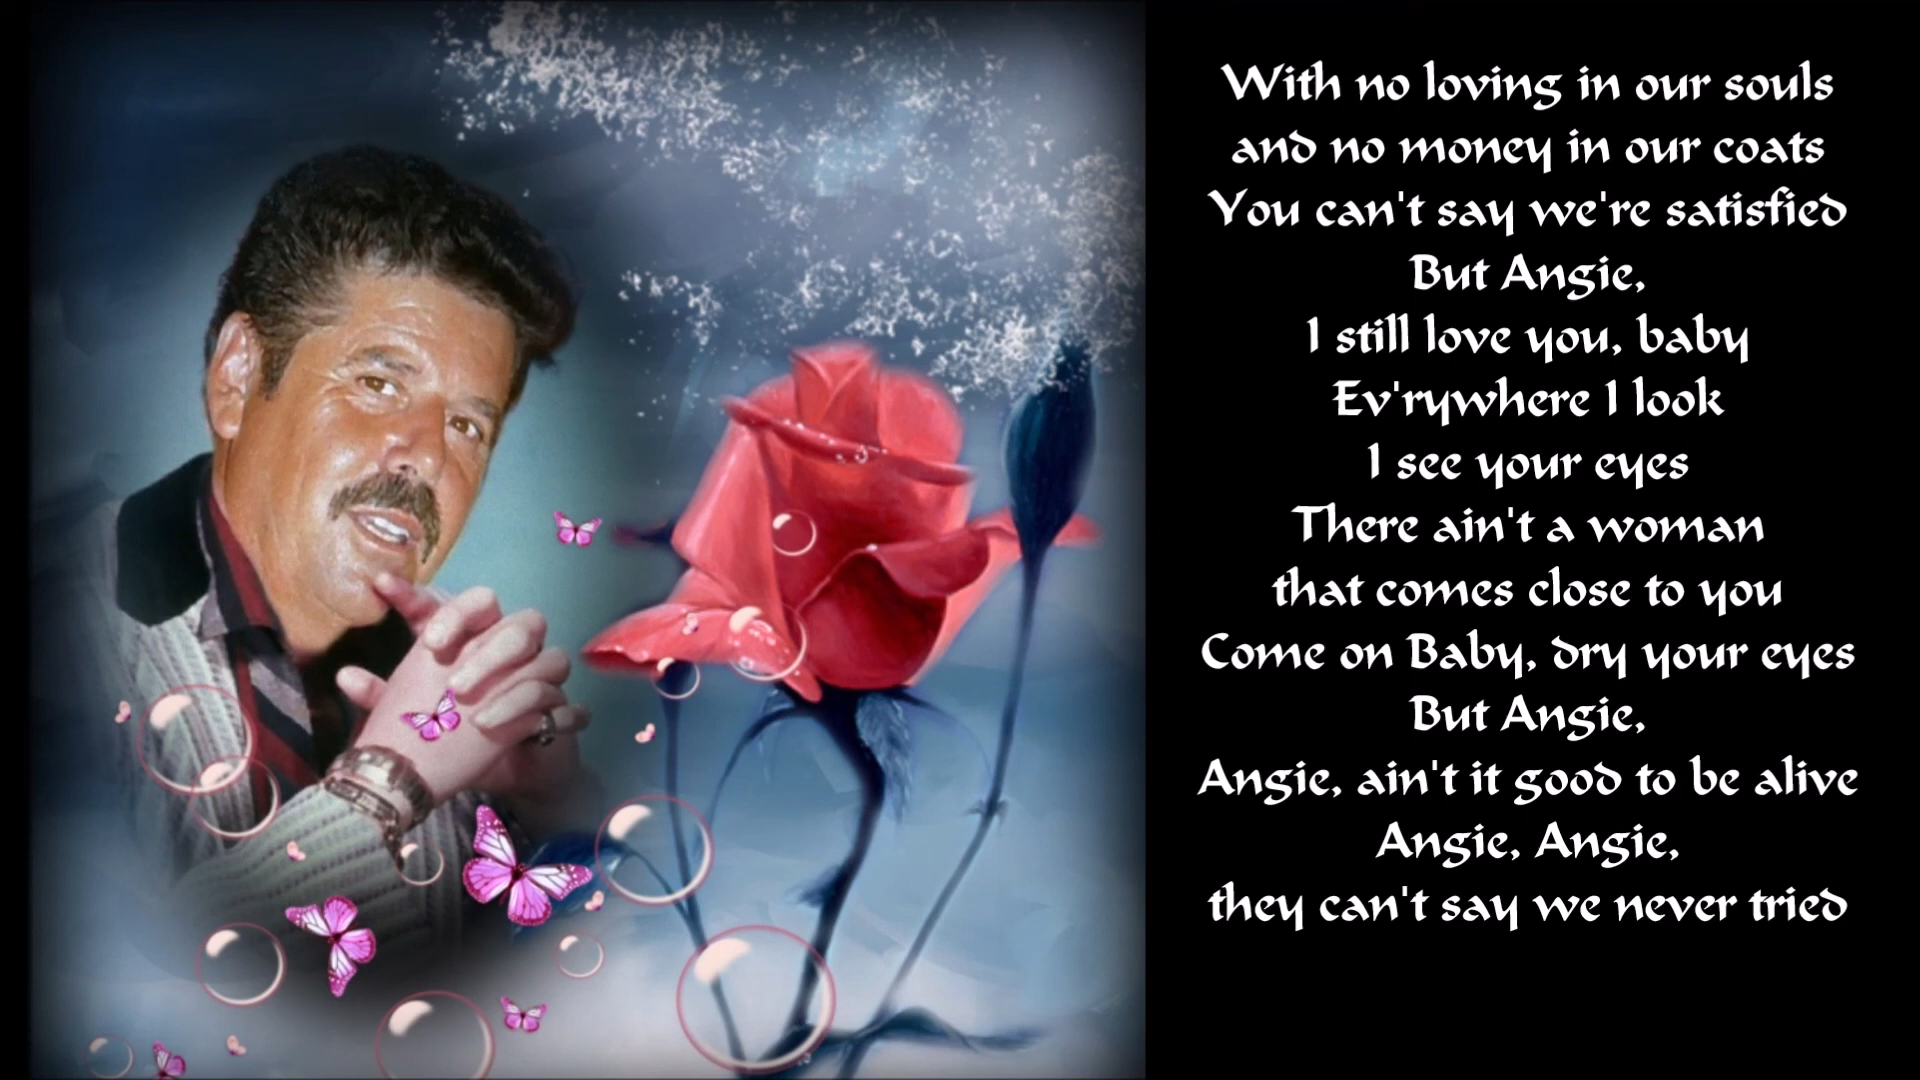 With no loving in our souls
and no money in our coats
You can't say we're satisfied
But Angie,
I still love you, baby
Ev'rywhere I look
I see your eyes
There ain't a woman
that comes close to you
Come on Baby, dry your eyes
But Angie,
Angie, ain't it good to be alive
Angie, Angie,
they can't say we never tried